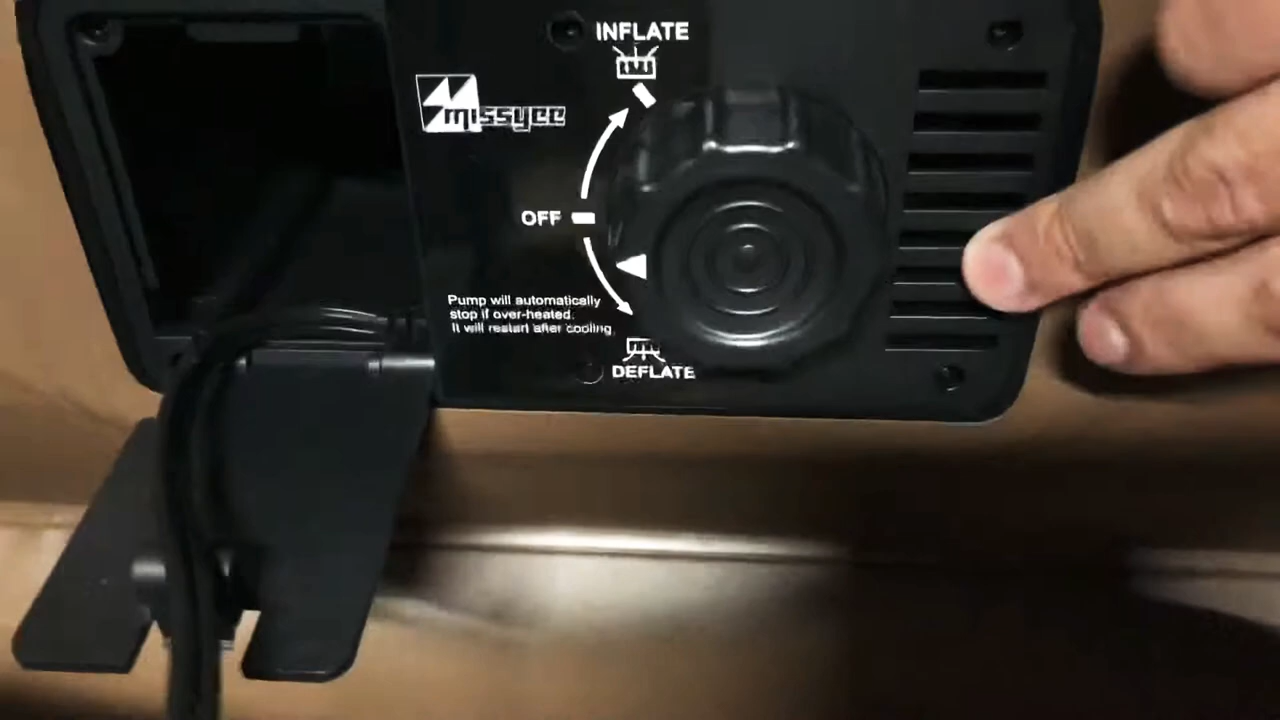 INFLATE
missyee
OFF
Pump will automatically
stop if over-heated.
It will restart after cooling.
DEFLATE